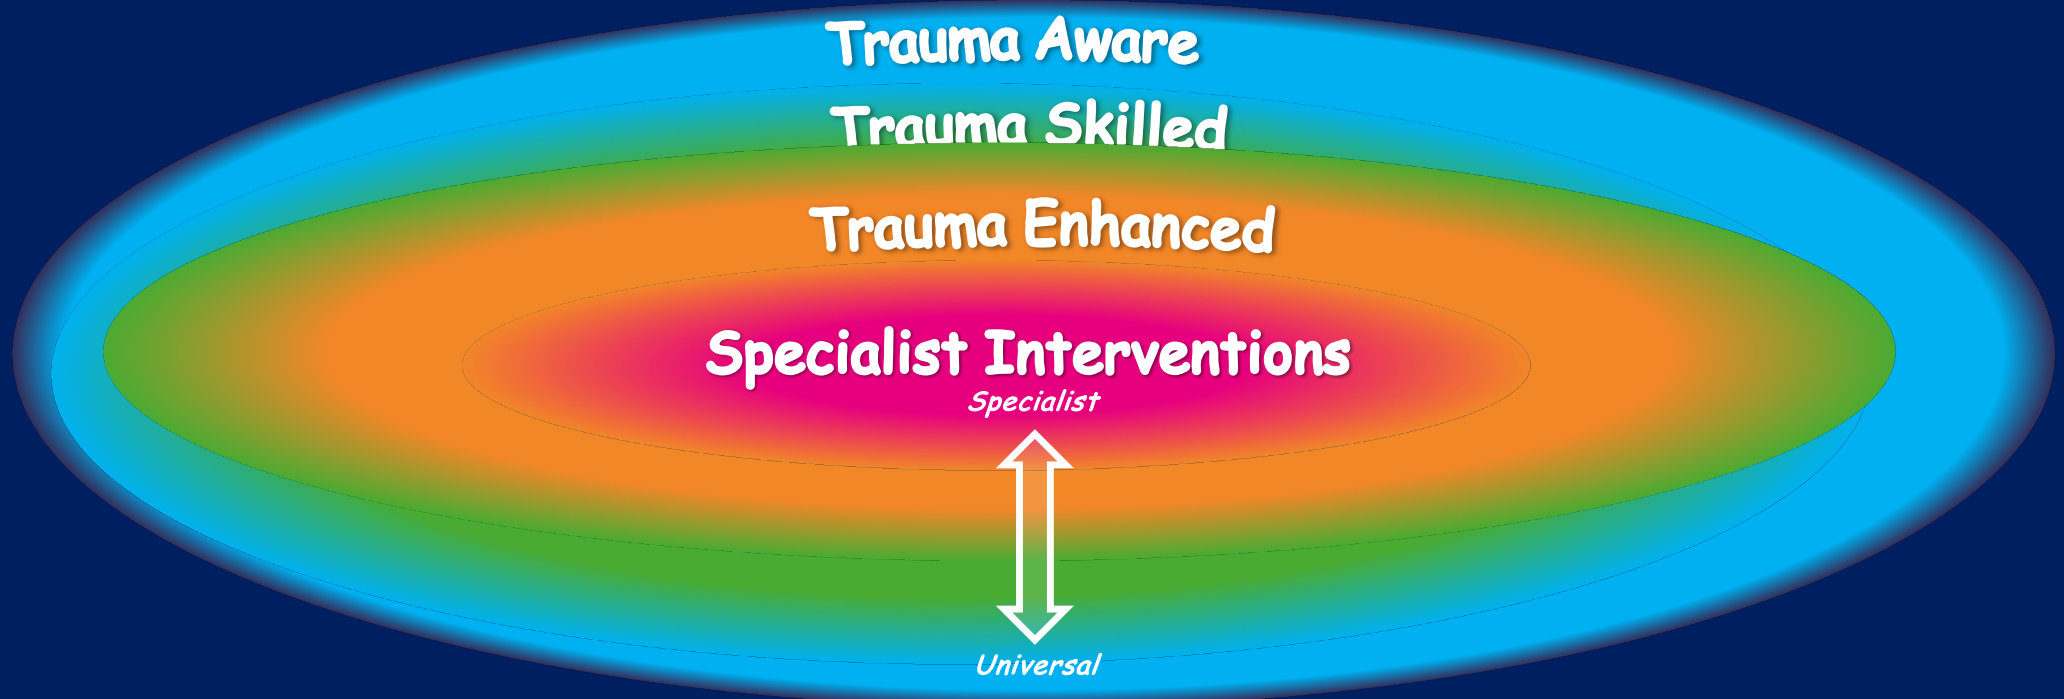 Trauma Aware
Trauma Skilled
Trauma Enhanced
Specialist Interventions
Specialist
Universal